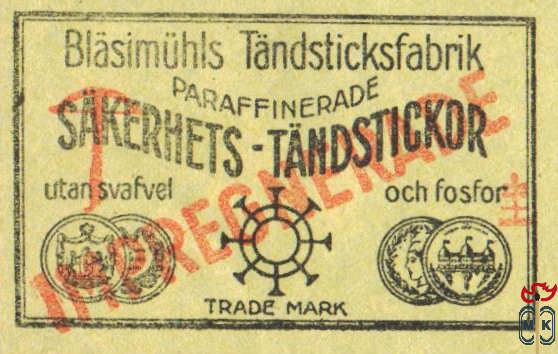 Bläsimühls Tändsticksfabrik
PARAFFINERADE
SÄKERHETS-TÄNDSTICKOR
utan svafvel och fosfor
IMPREGNERADE
TRADE MARK
M K